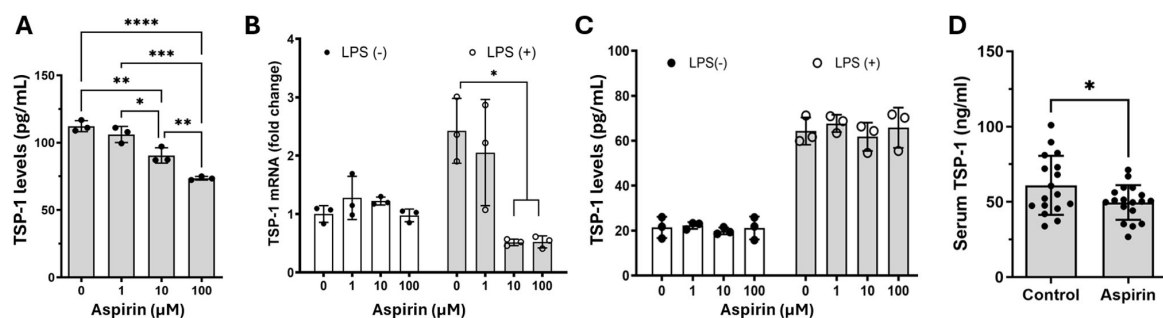 A
****
***
**
*
**
TSP-1 levels (pg/mL)
150
100
50
0
0 1 10 100
Aspirin (µM)
B
LPS (-) LPS (+)
*
TSP-1 mRNA (fold change)
4
3
2
1
0
0 1 10 100 0 1 10 100
Aspirin (µM)
C
LPS(-) LPS (+)
TSP-1 levels (pg/mL)
100
80
60
40
20
0
0 1 10 100 0 1 10 100
Aspirin (µM)
D
*
Serum TSP-1 (ng/ml)
150
100
50
0
Control Aspirin